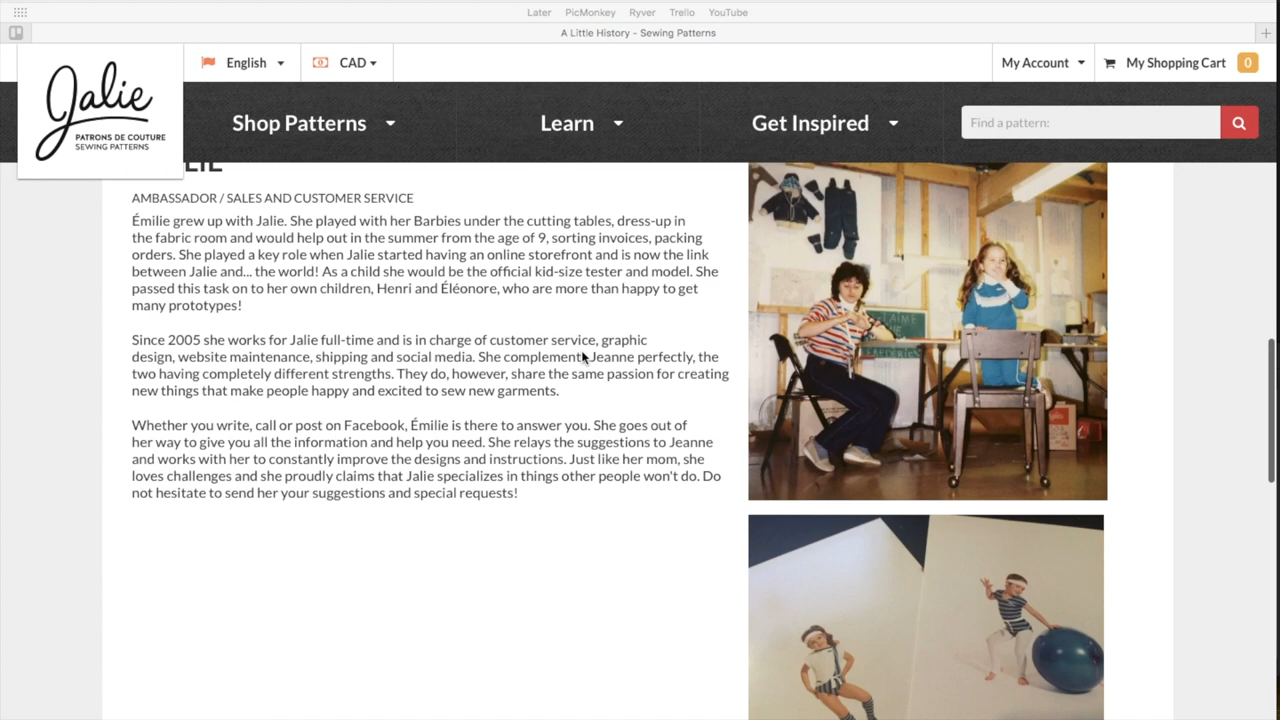 Later PicMonkey Ryver Trello YouTube
A Little History - Sewing Patterns
Jalie
PATRONS DE COUTURE
SEWING PATTERNS
English
CAD
My Account
My Shopping Cart 0
Shop Patterns
Learn
Get Inspired
Find a pattern:
AMBASSADOR / SALES AND CUSTOMER SERVICE
Émilie grew up with Jalie. She played with her Barbies under the cutting tables, dress-up in
the fabric room and would help out in the summer from the age of 9, sorting invoices, packing
orders. She played a key role when Jalie started having an online storefront and is now the link
between Jalie and... the world! As a child she would be the official kid-size tester and model. She
passed this task on to her own children, Henri and Éléonore, who are more than happy to get
many prototypes!
Since 2005 she works for Jalie full-time and is in charge of customer service, graphic
design, website maintenance, shipping and social media. She complements Jeanne perfectly, the
two having completely different strengths. They do, however, share the same passion for creating
new things that make people happy and excited to sew new garments.
Whether you write, call or post on Facebook, Émilie is there to answer you. She goes out of
her way to give you all the information and help you need. She relays the suggestions to Jeanne
and works with her to constantly improve the designs and instructions. Just like her mom, she
loves challenges and she proudly claims that Jalie specializes in things other people won't do. Do
not hesitate to send her your suggestions and special requests!
J'AIME